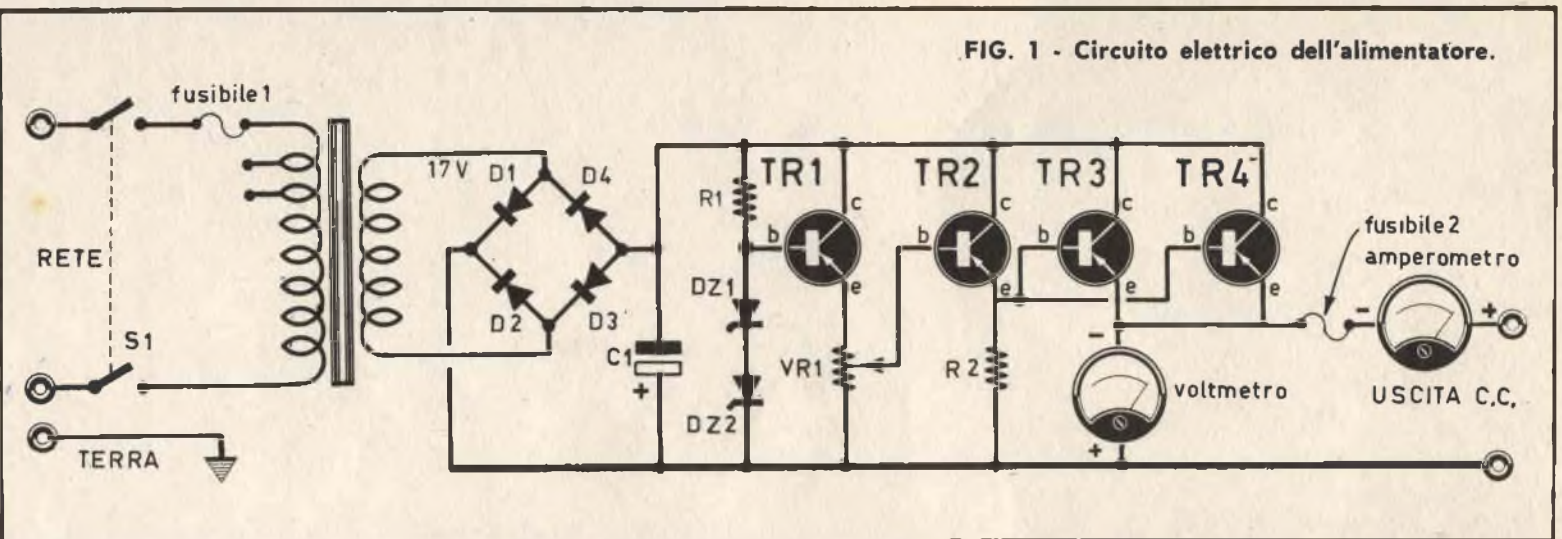 FIG. 1 - Circuito elettrico dell'alimentatore.
fusibile 1
RETE
S1
TERRA
17 V
D1
D4
D2
D3
C1
+
R1
DZ1
DZ2
TR1
b
c
e
VR1
TR2
c
e
R2
TR3
b
c
e
TR4
b
c
e
-
voltmetro
+
fusibile 2
amperometro
-
+
USCITA C.C.